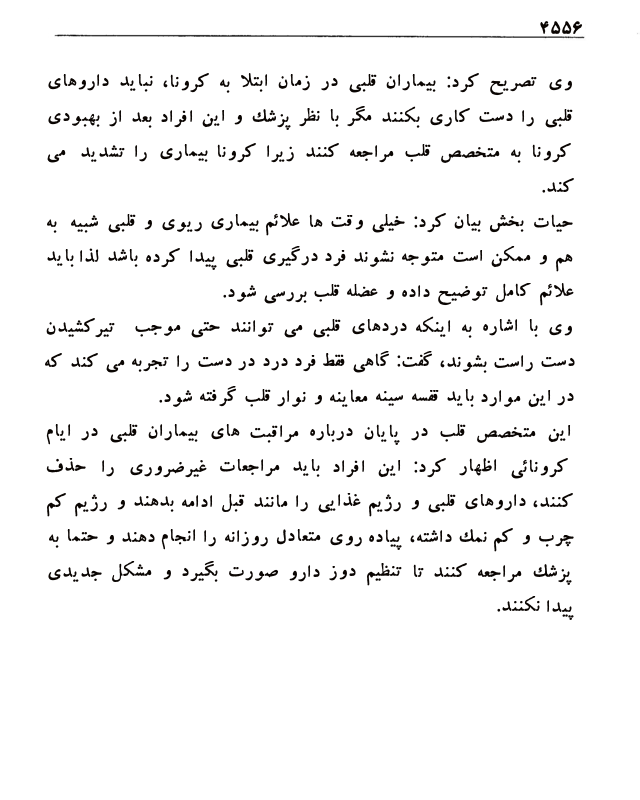 ۴۵۵۶
وی تصریح کرد: بیماران قلبی در زمان ابتلا به کرونا، نباید داروهای
قلبی را دست کاری بکنند مگر با نظر پزشك و این افراد بعد از بهبودی
کرونا به متخصص قلب مراجعه کنند زیرا کرونا بیماری را تشدید می
کند.
حیات بخش بیان کرد: خیلی وقت ها علائم بیماری ریوی و قلبی شبیه به
هم و ممکن است متوجه نشوند فرد درگیری قلبی پیدا کرده باشد لذا باید
علائم کامل توضیح داده و عضله قلب بررسی شود.
وی با اشاره به اینکه دردهای قلبی می توانند حتی موجب تیرکشیدن
دست راست بشوند، گفت: گاهی فقط فرد درد در دست را تجربه می کند که
در این موارد باید قفسه سینه معاینه و نوار قلب گرفته شود.
این متخصص قلب در پایان درباره مراقبت های بیماران قلبی در ایام
کرونائی اظهار کرد: این افراد باید مراجعات غیرضروری را حذف
کنند، داروهای قلبی و رژیم غذایی را مانند قبل ادامه بدهند و رژیم کم
چرب و کم نمك داشته، پیاده روی متعادل روزانه را انجام دهند و حتما به
پزشك مراجعه کنند تا تنظیم دوز دارو صورت بگیرد و مشکل جدیدی
پیدا نکنند.